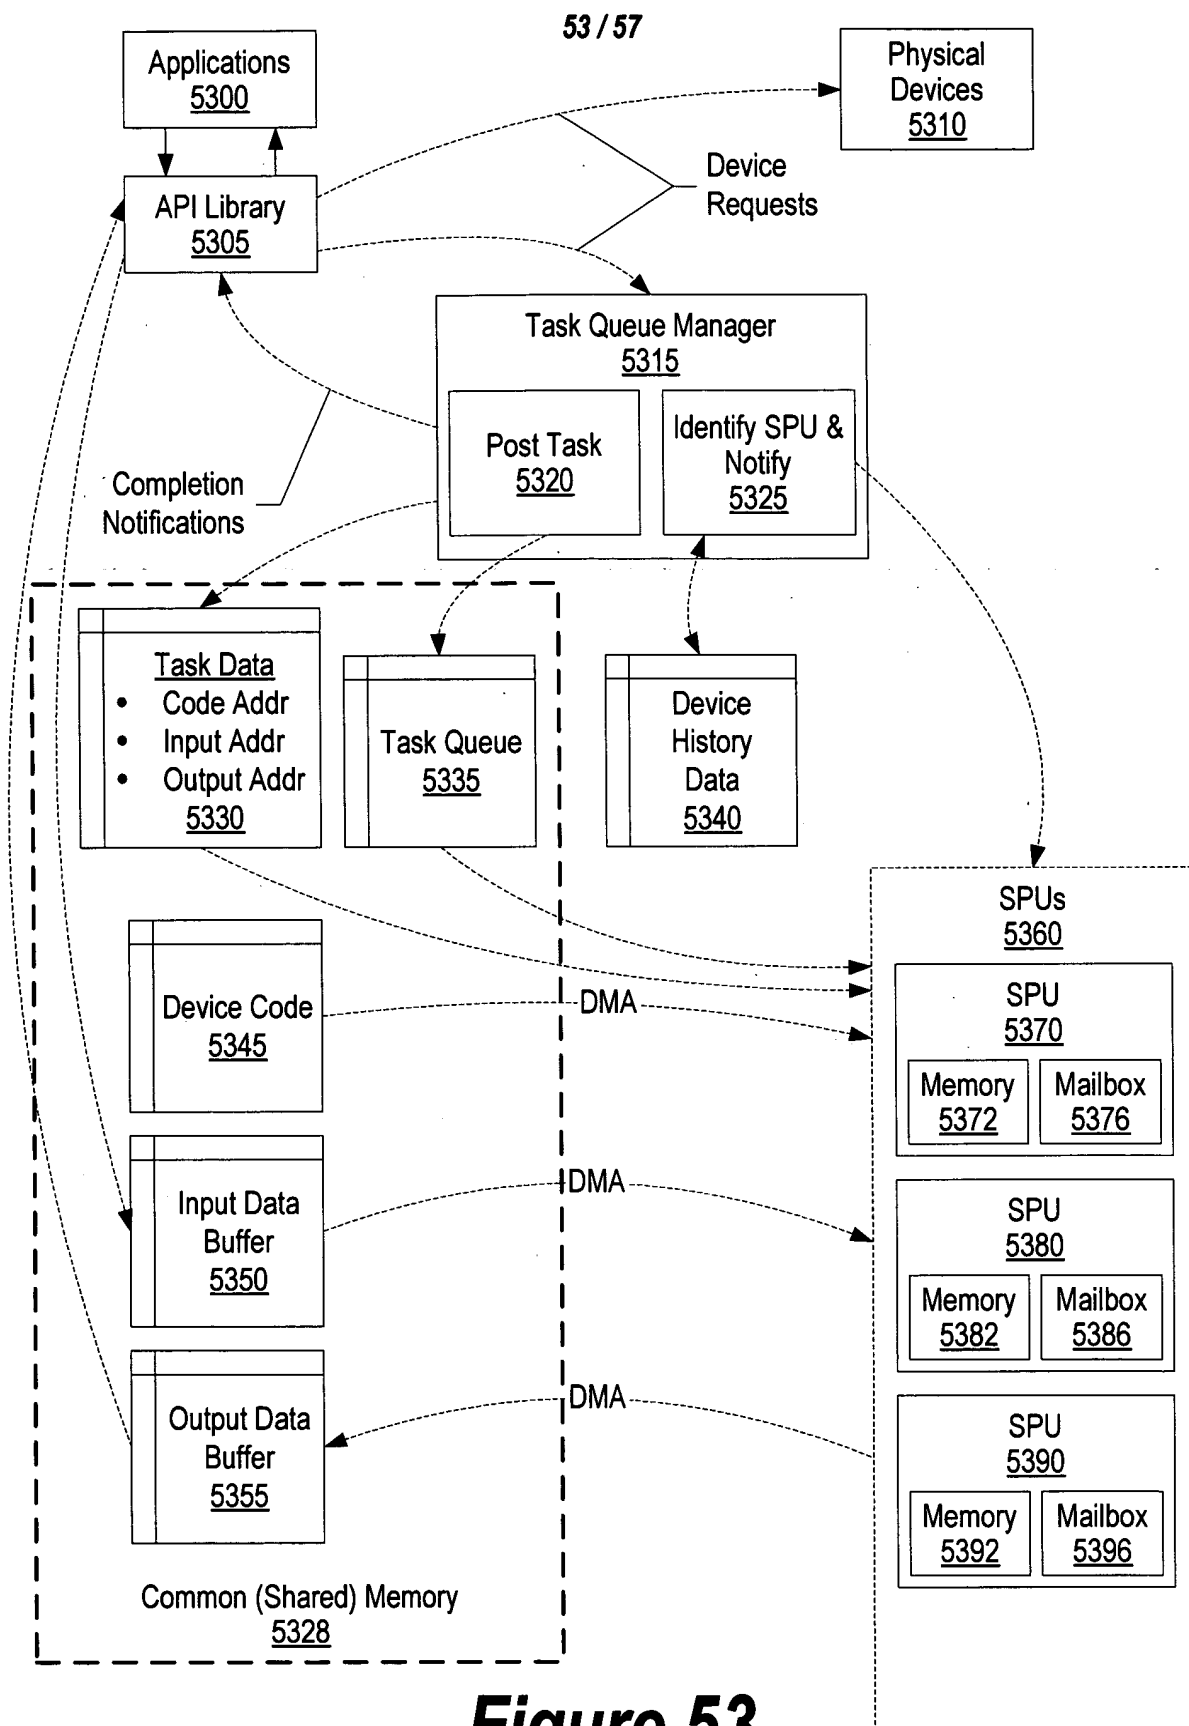 53 / 57
Applications
5300
Physical
Devices
5310
Device
Requests
API Library
5305
Task Queue Manager
5315
Post Task
5320
Identify SPU &
Notify
5325
Completion
Notifications
Task Data
• Code Addr
• Input Addr
• Output Addr
5330
Task Queue
5335
Device
History
Data
5340
SPUs
5360
SPU
5370
Memory
5372
Mailbox
5376
Device Code
5345
DMA
Input Data
Buffer
5350
DMA
SPU
5380
Memory
5382
Mailbox
5386
Output Data
Buffer
5355
DMA
SPU
5390
Memory
5392
Mailbox
5396
Common (Shared) Memory
5328
Figure 53